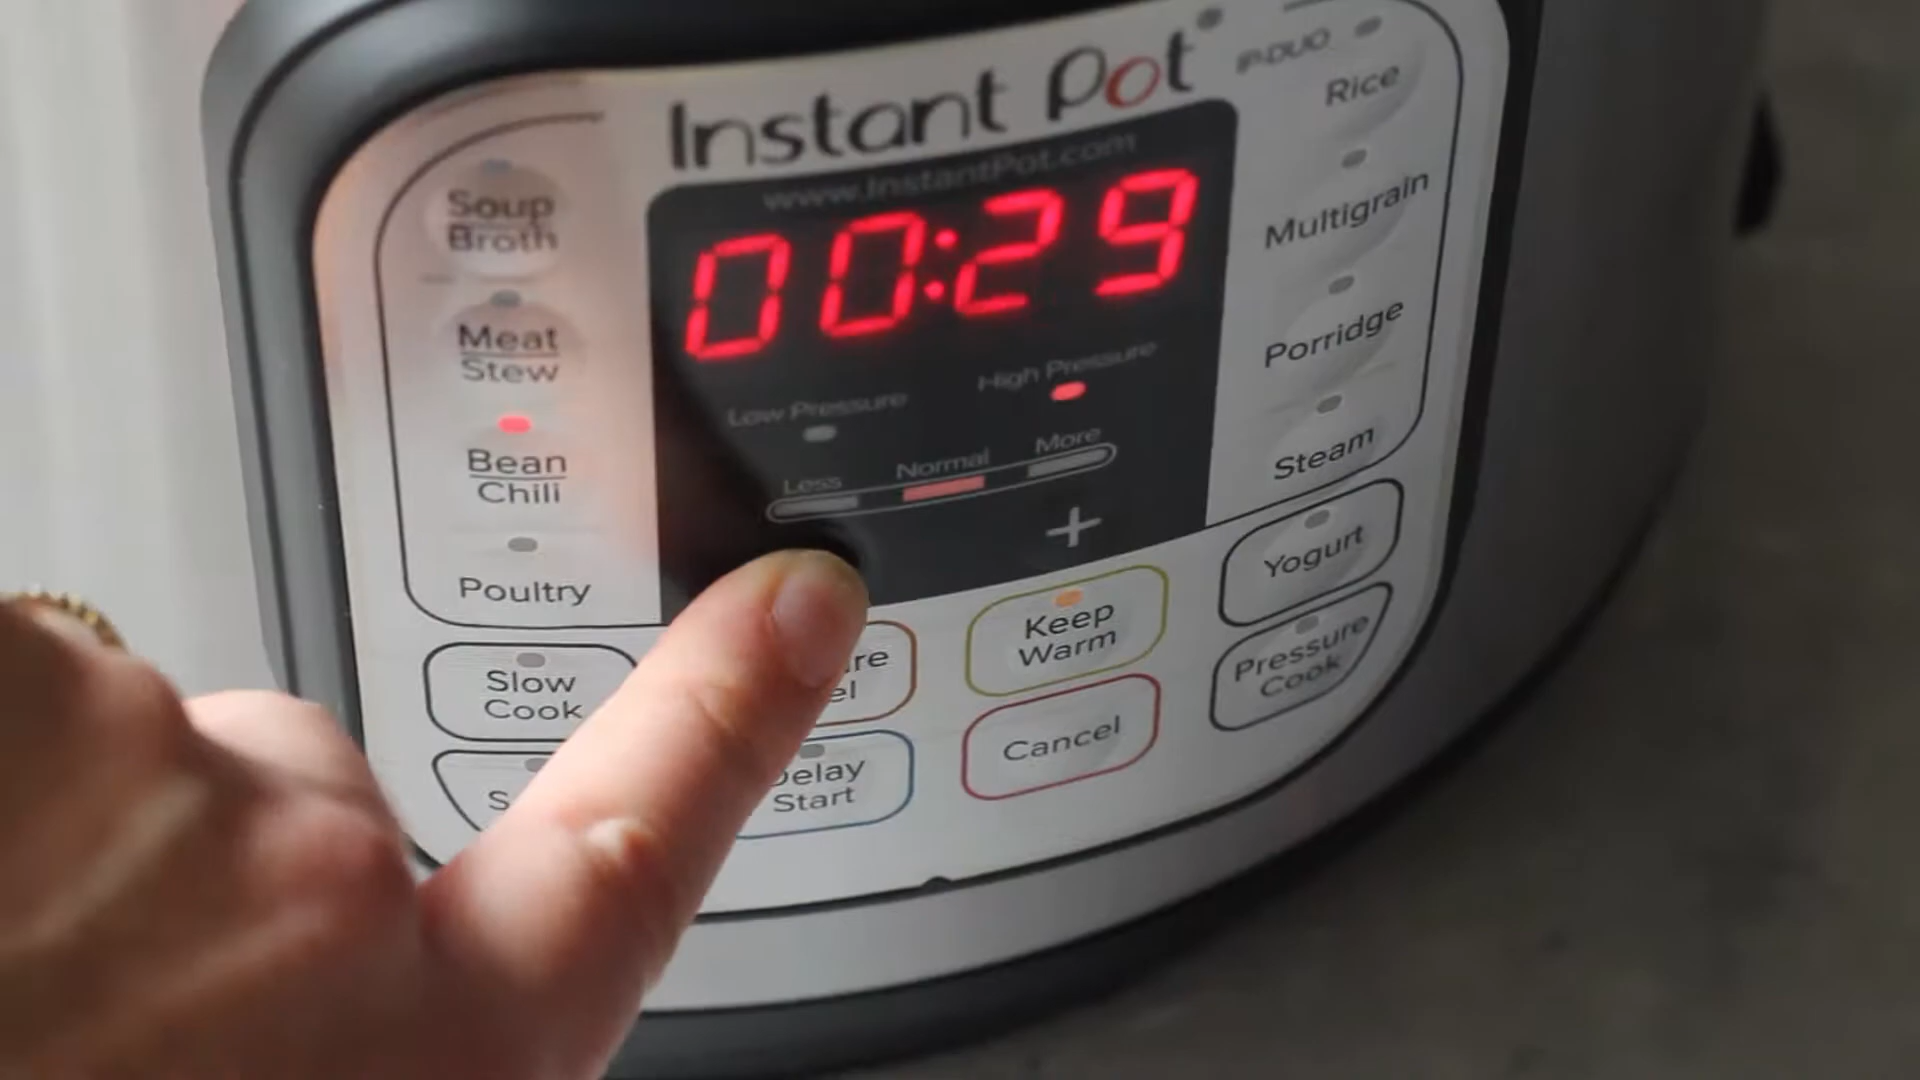 Instant Pot
IP-DUO
www.InstantPot.com
00:29
Low Pressure
High Pressure
Less
Normal
More
+
Soup
Broth
Meat
Stew
Bean
Chili
Poultry
Rice
Multigrain
Porridge
Steam
Yogurt
Pressure
Cook
Slow
Cook
Keep
Warm
Delay
Start
Cancel